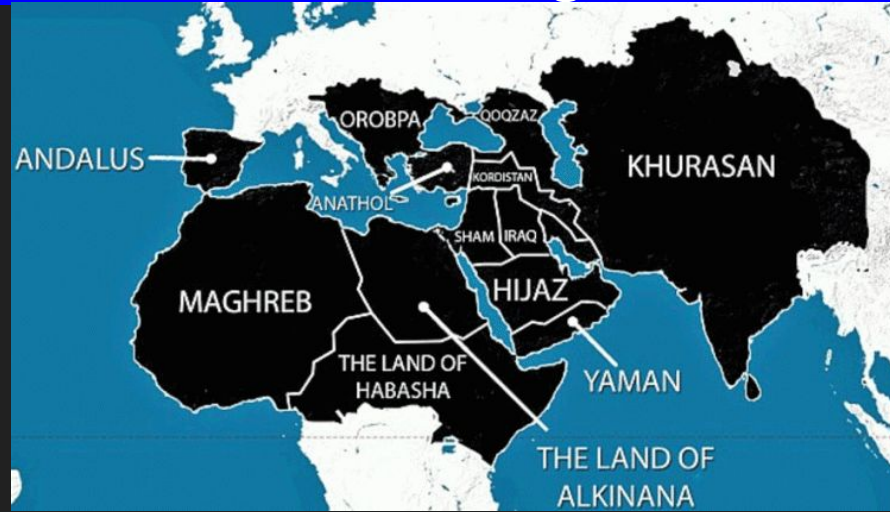 OROBPA
QOQZAZ
ANDALUS
KHURASAN
KORDISTAN
ANATHOL
SHAM
IRAQ
MAGHREB
HIJAZ
THE LAND OF
HABASHA
YAMAN
THE LAND OF
ALKINANA